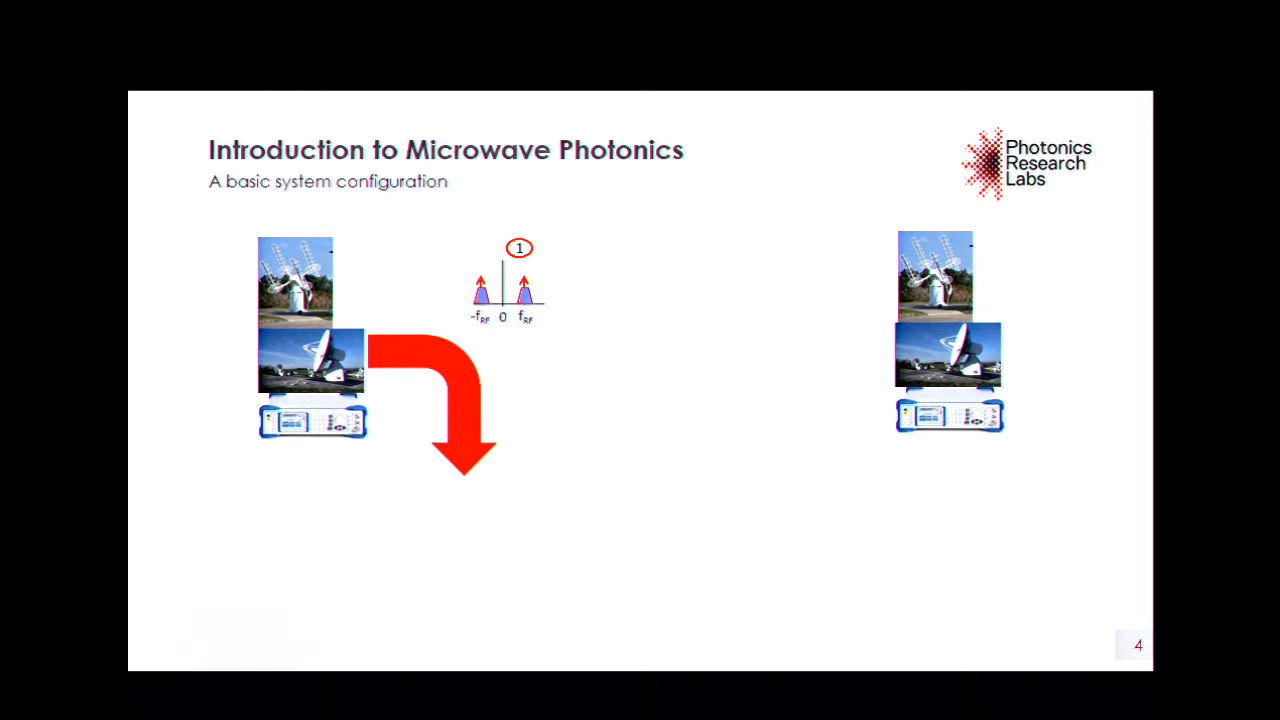 Introduction to Microwave Photonics
A basic system configuration
Photonics
Research
Labs
1
-fRF 0 fRF
4